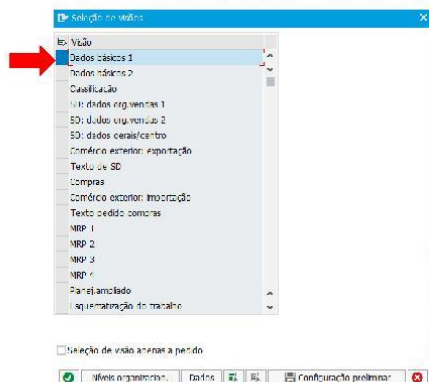 Seleção de visões
Visão
Dados básicos 1
Dados básicos 2
Classificação
SD: dados org.vendas 1
SD: dados org.vendas 2
SD: dados gerais/centro
Comércio exterior: exportação
Texto de SD
Compras
Comércio exterior: importação
Texto pedido compras
MRP 1
MRP 2
MRP 3
MRP 4
Planej.ampliado
Esquematização do trabalho
Seleção de visão apenas a pedido
Níveis organizacion... Dados Configuração preliminar